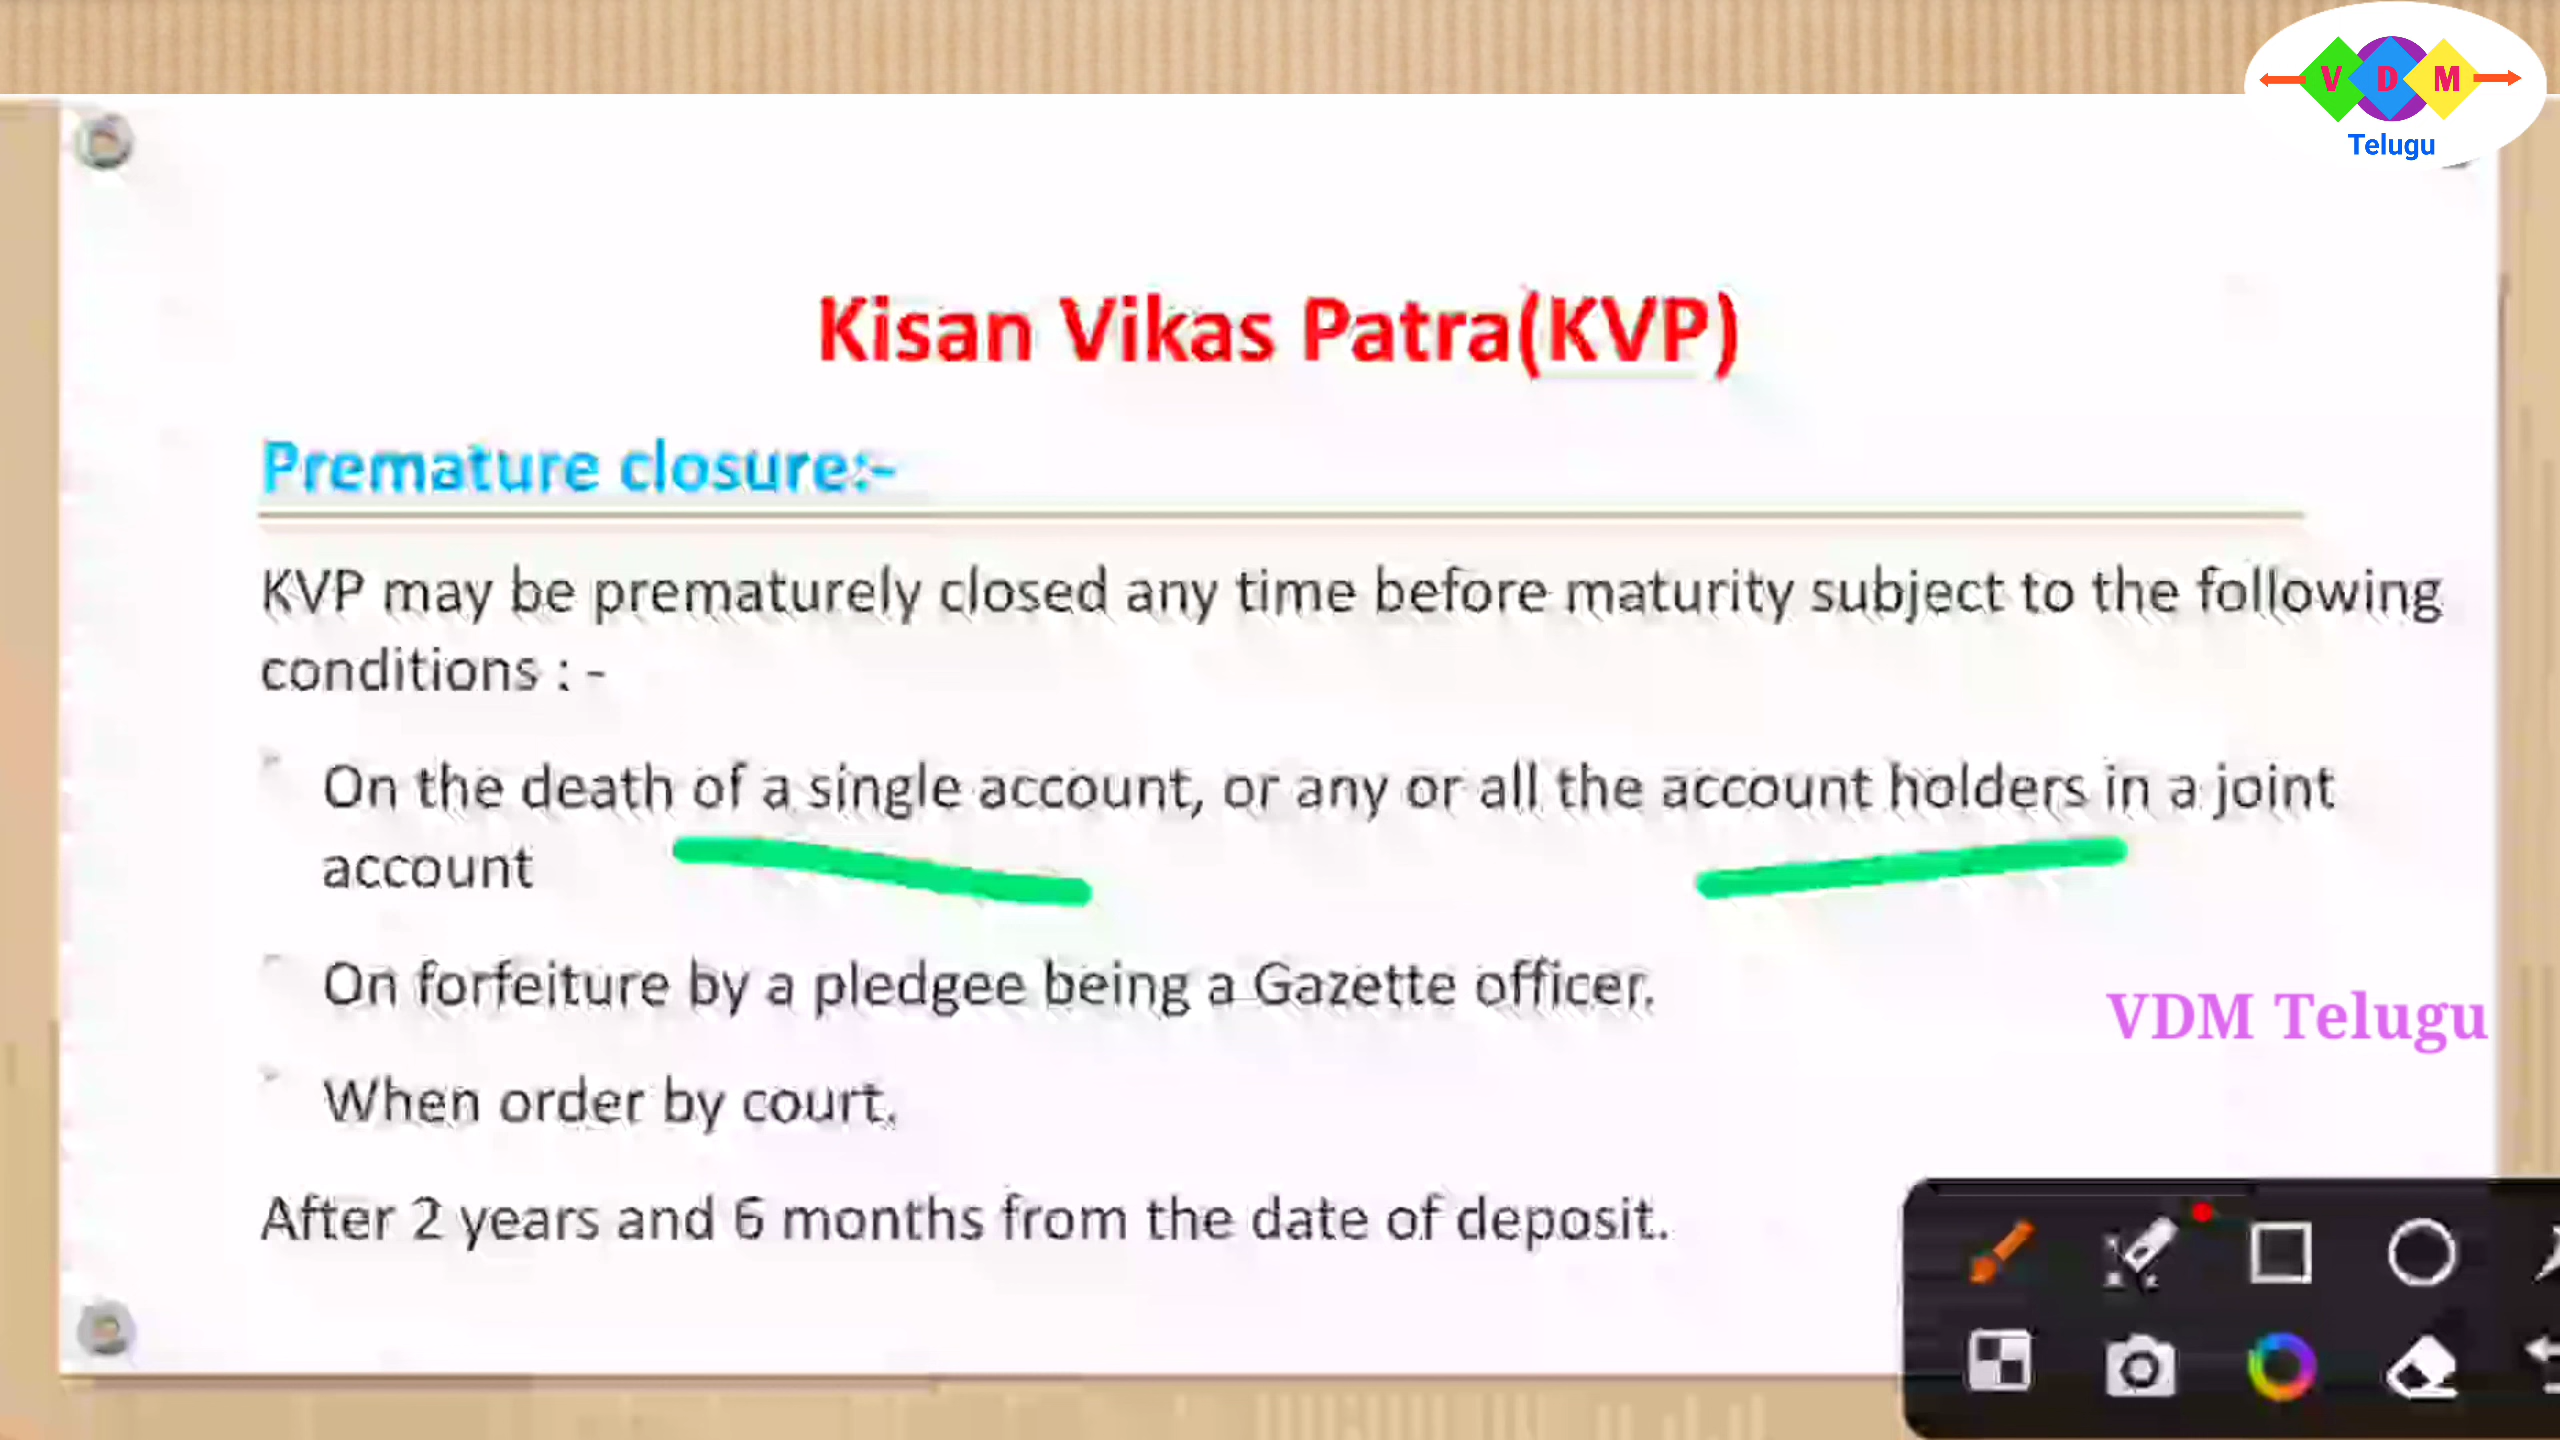 V D M
Telugu
Kisan Vikas Patra(KVP)
Premature closure:-
KVP may be prematurely closed any time before maturity subject to the following
conditions : -
On the death of a single account, or any or all the account holders in a joint
account
On forfeiture by a pledgee being a Gazette officer.
VDM Telugu
When order by court.
After 2 years and 6 months from the date of deposit.